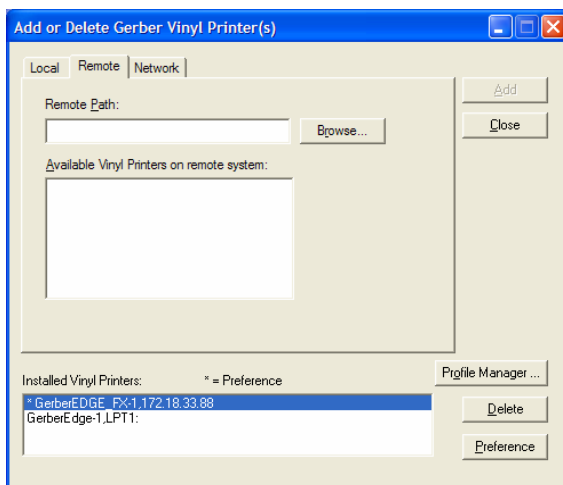 Add or Delete Gerber Vinyl Printer(s)
Local Remote Network
Add
Remote Path:
Browse...
Close
Available Vinyl Printers on remote system:
Profile Manager ...
Installed Vinyl Printers: * = Preference
* GerberEDGE_FX-1,172.18.33.88
GerberEdge-1,LPT1:
Delete
Preference